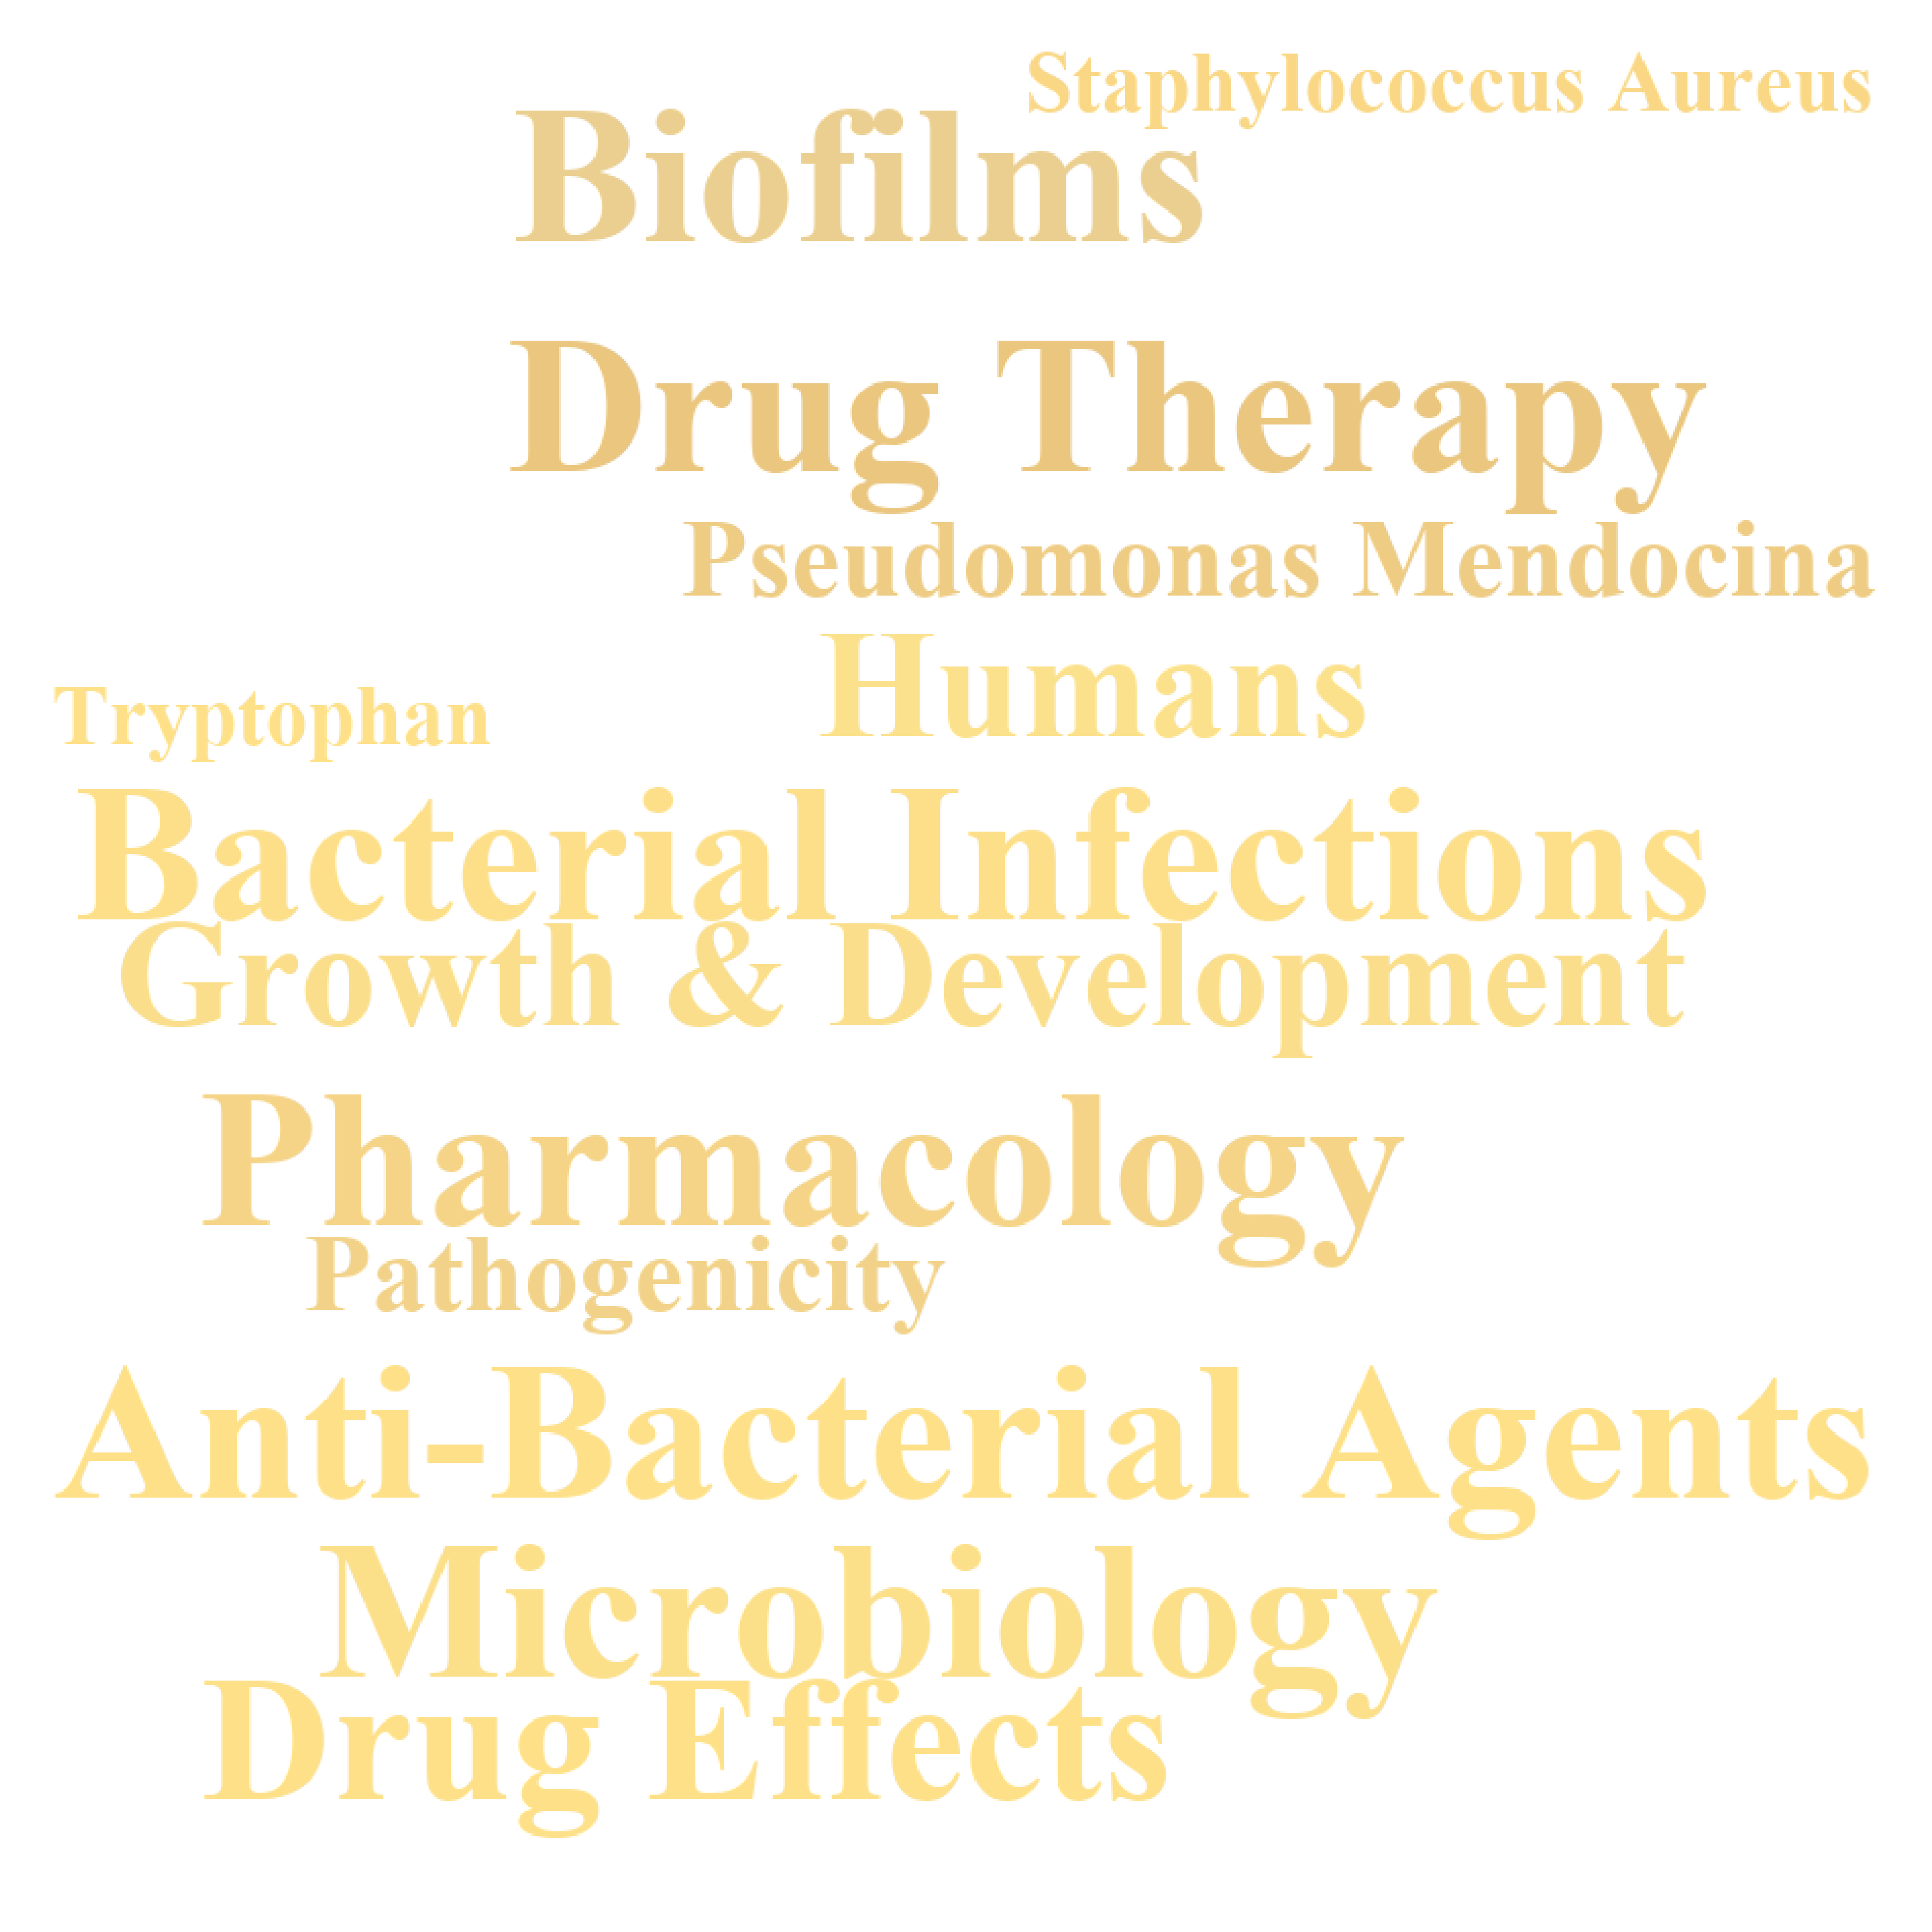 Staphylococcus Aureus
Biofilms
Drug Therapy
Pseudomonas Mendocina
Humans
Tryptophan
Bacterial Infections
Growth & Development
Pharmacology
Pathogenicity
Anti-Bacterial Agents
Microbiology
Drug Effects